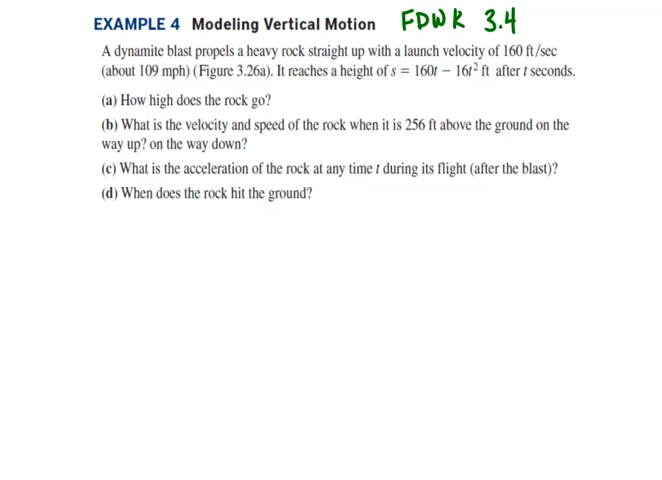 EXAMPLE 4 Modeling Vertical Motion FDWK 3.4
A dynamite blast propels a heavy rock straight up with a launch velocity of 160 ft/sec
(about 109 mph) (Figure 3.26a). It reaches a height of s = 160t − 16t² ft after t seconds.
(a) How high does the rock go?
(b) What is the velocity and speed of the rock when it is 256 ft above the ground on the
way up? on the way down?
(c) What is the acceleration of the rock at any time t during its flight (after the blast)?
(d) When does the rock hit the ground?